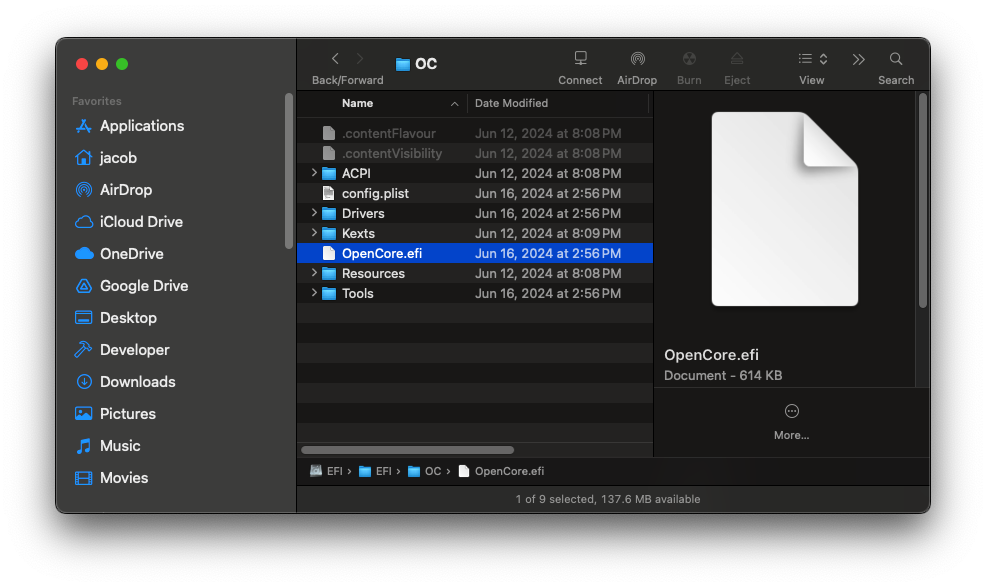 OC
Back/Forward
Connect
AirDrop
Burn
Eject
View
Search
Favorites
Applications
jacob
AirDrop
iCloud Drive
OneDrive
Google Drive
Desktop
Developer
Downloads
Pictures
Music
Movies
Name Date Modified
.contentFlavour Jun 12, 2024 at 8:08 PM
.contentVisibility Jun 12, 2024 at 8:08 PM
ACPI Jun 12, 2024 at 8:08 PM
config.plist Jun 16, 2024 at 2:56 PM
Drivers Jun 16, 2024 at 2:56 PM
Kexts Jun 12, 2024 at 8:09 PM
OpenCore.efi Jun 16, 2024 at 2:56 PM
Resources Jun 12, 2024 at 8:08 PM
Tools Jun 16, 2024 at 2:56 PM
OpenCore.efi
Document - 614 KB
More...
EFI › EFI › OC › OpenCore.efi
1 of 9 selected, 137.6 MB available